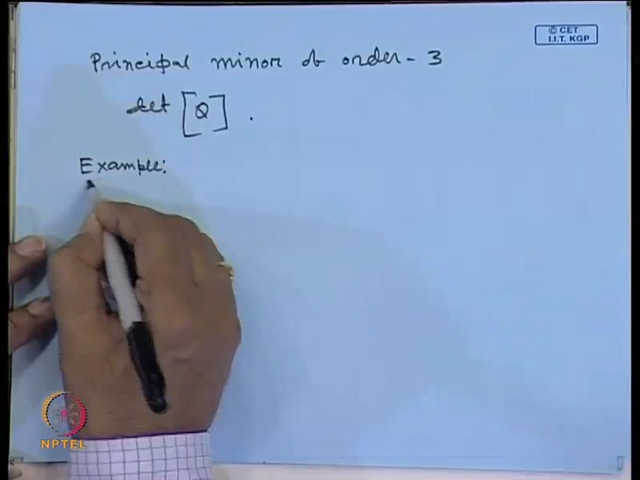 © CET
I.I.T. KGP
Principal minor of order - 3
det [Q] .
Example:
NPTEL